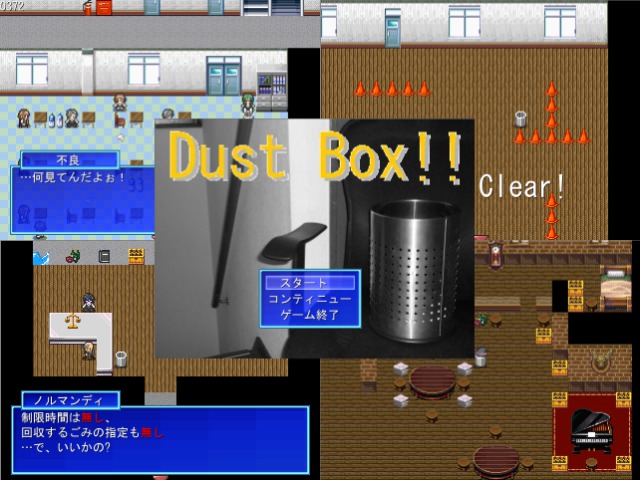 0372
不良
…何見てんだよぉ！
Dust Box!!
Clear!
スタート
コンティニュー
ゲーム終了
ノルマンディ
制限時間は無し、
回収するごみの指定も無し
…で、いいかの?